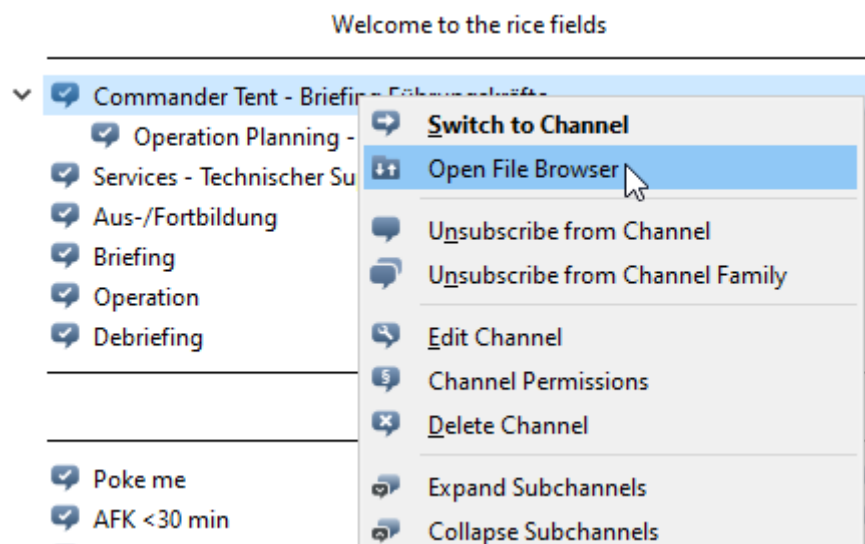 Welcome to the rice fields
Commander Tent - Briefing Führungskräfte
Operation Planning -
Services - Technischer Su
Aus-/Fortbildung
Briefing
Operation
Debriefing
Poke me
AFK <30 min
Switch to Channel
Open File Browser
Unsubscribe from Channel
Unsubscribe from Channel Family
Edit Channel
Channel Permissions
Delete Channel
Expand Subchannels
Collapse Subchannels